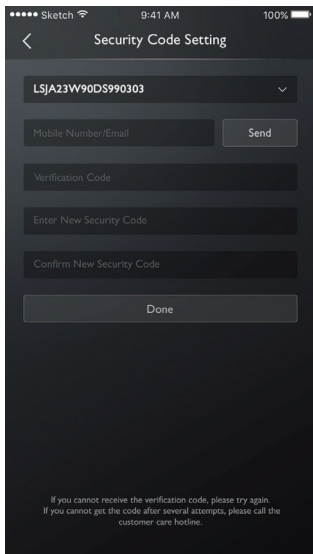 ●●●●● Sketch 9:41 AM 100%
Security Code Setting
LSJA23W90DS990303
Mobile Number/Email Send
Verification Code
Enter New Security Code
Confirm New Security Code
Done
If you cannot receive the verification code, please try again.
If you cannot get the code after several attempts, please call the
customer care hotline.